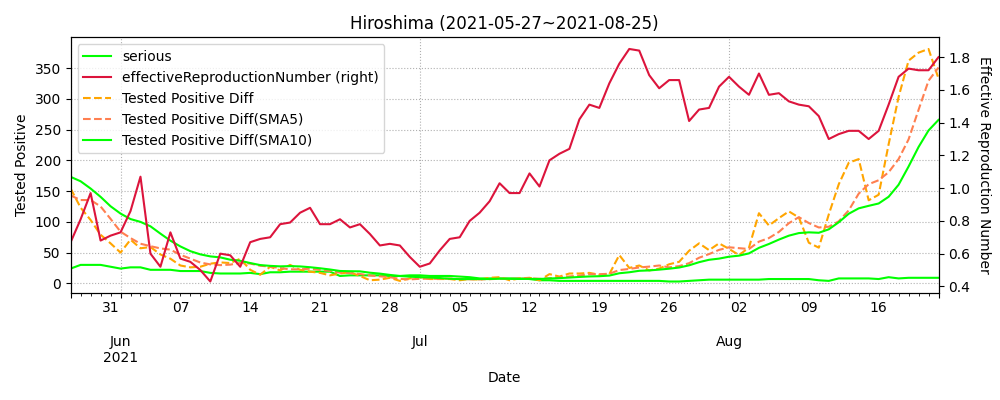 Hiroshima (2021-05-27~2021-08-25)
serious
effectiveReproductionNumber (right)
Tested Positive Diff
Tested Positive Diff(SMA5)
Tested Positive Diff(SMA10)
Tested Positive
350
300
250
200
150
100
50
0
1.8
1.6
1.4
1.2
1.0
0.8
0.6
0.4
Effective Reproduction Number
31 07 14 21 28 05 12 19 26 02 09 16
Jun Jul Aug
2021
Date